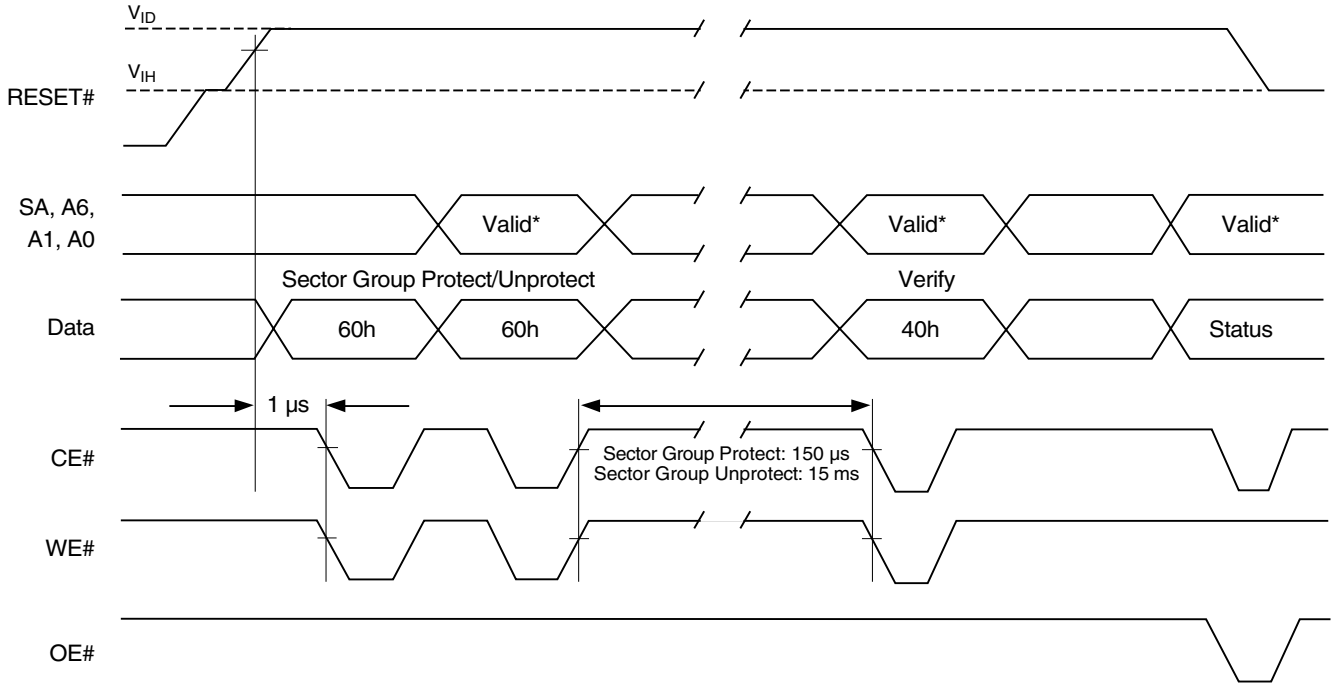 VID
VIH
RESET#
SA, A6,
A1, A0
Valid*
Valid*
Valid*
Sector Group Protect/Unprotect
Verify
Data
60h
60h
40h
Status
1 µs
CE#
Sector Group Protect: 150 µs
Sector Group Unprotect: 15 ms
WE#
OE#